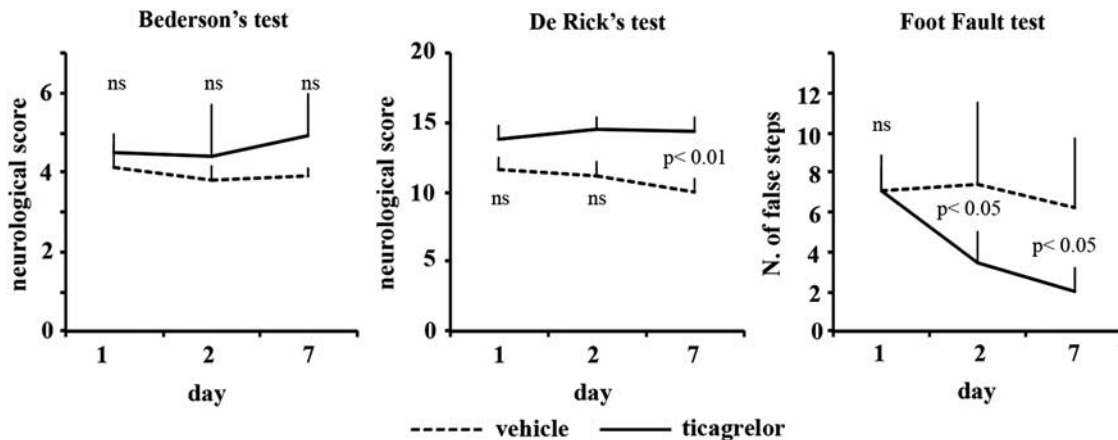 Bederson's test
neurological score
6
4
2
0
ns
ns
ns
1
2
7
day
De Rick's test
neurological score
20
15
10
5
0
ns
ns
p< 0.01
1
2
7
day
Foot Fault test
N. of false steps
12
10
8
6
4
2
0
ns
p< 0.05
p< 0.05
1
2
7
day
vehicle
ticagrelor